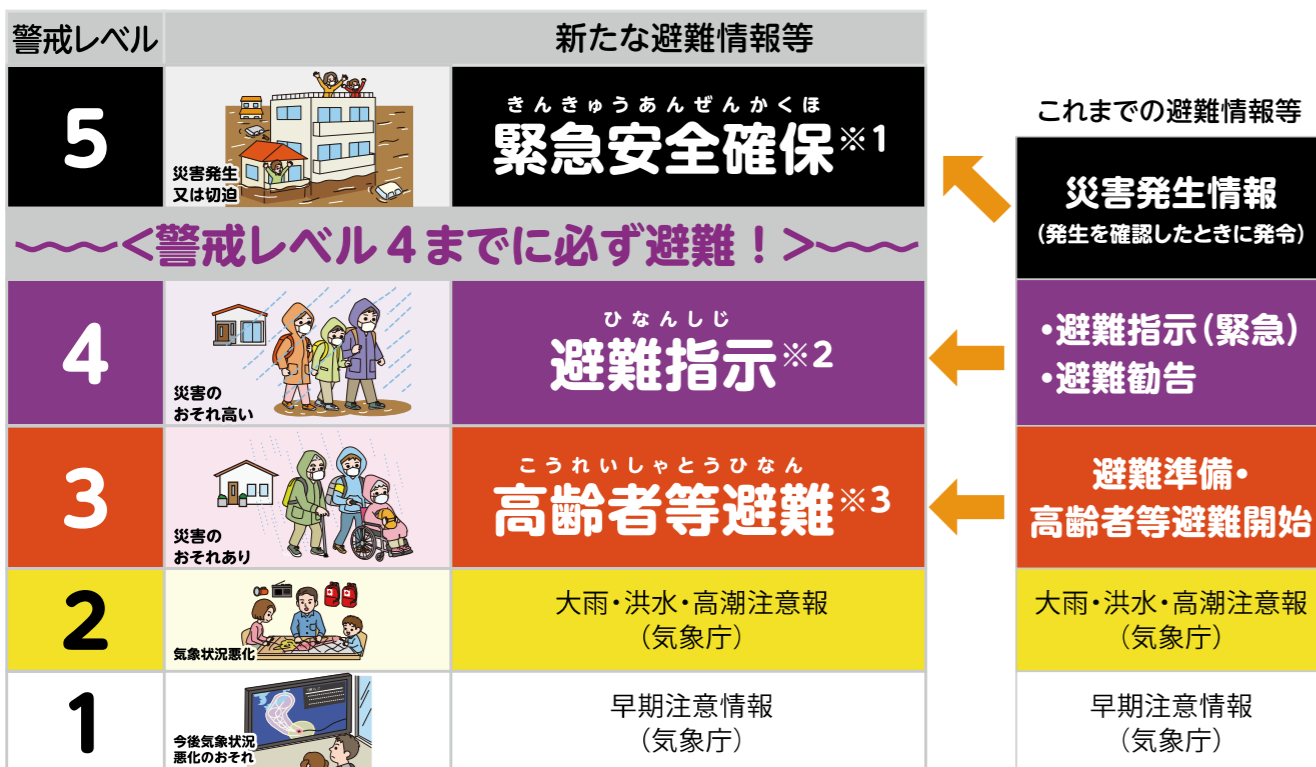 警戒レベル
新たな避難情報等
これまでの避難情報等
5
災害発生
又は切迫
きんきゅうあんぜんかくほ
緊急安全確保※1
災害発生情報
(発生を確認したときに発令)
〜〜〜<警戒レベル4までに必ず避難!>〜〜〜
4
災害の
おそれ高い
ひなんしじ
避難指示※2
・避難指示(緊急)
・避難勧告
3
災害の
おそれあり
こうれいしゃとうひなん
高齢者等避難※3
避難準備・
高齢者等避難開始
2
気象状況悪化
大雨・洪水・高潮注意報
(気象庁)
大雨・洪水・高潮注意報
(気象庁)
1
今後気象状況
悪化のおそれ
早期注意情報
(気象庁)
早期注意情報
(気象庁)